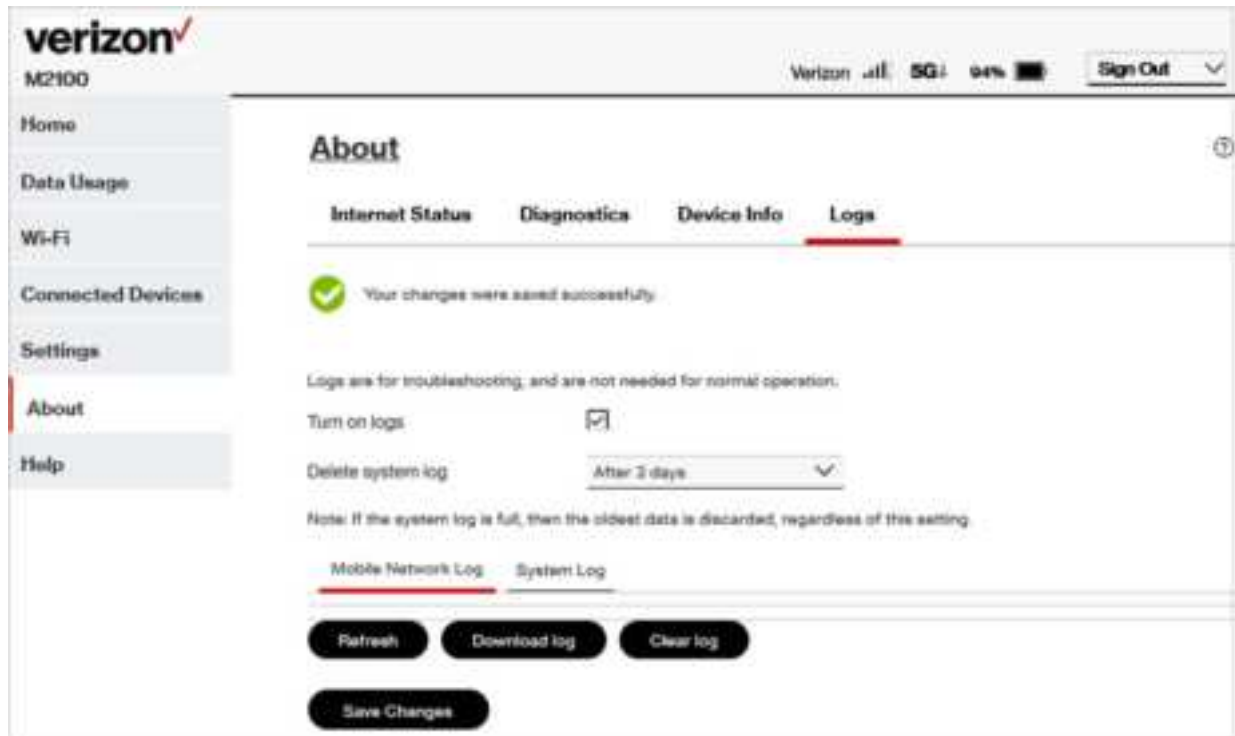 verizon
M2100
Verizon 5G 94% Sign Out
Home
Data Usage
Wi-Fi
Connected Devices
Settings
About
Help
About
Internet Status Diagnostics Device Info Logs
Your changes were saved successfully.
Logs are for troubleshooting, and are not needed for normal operation.
Turn on logs
Delete system log After 3 days
Note: If the system log is full, then the oldest data is discarded, regardless of this setting.
Mobile Network Log System Log
Refresh Download log Clear log
Save Changes